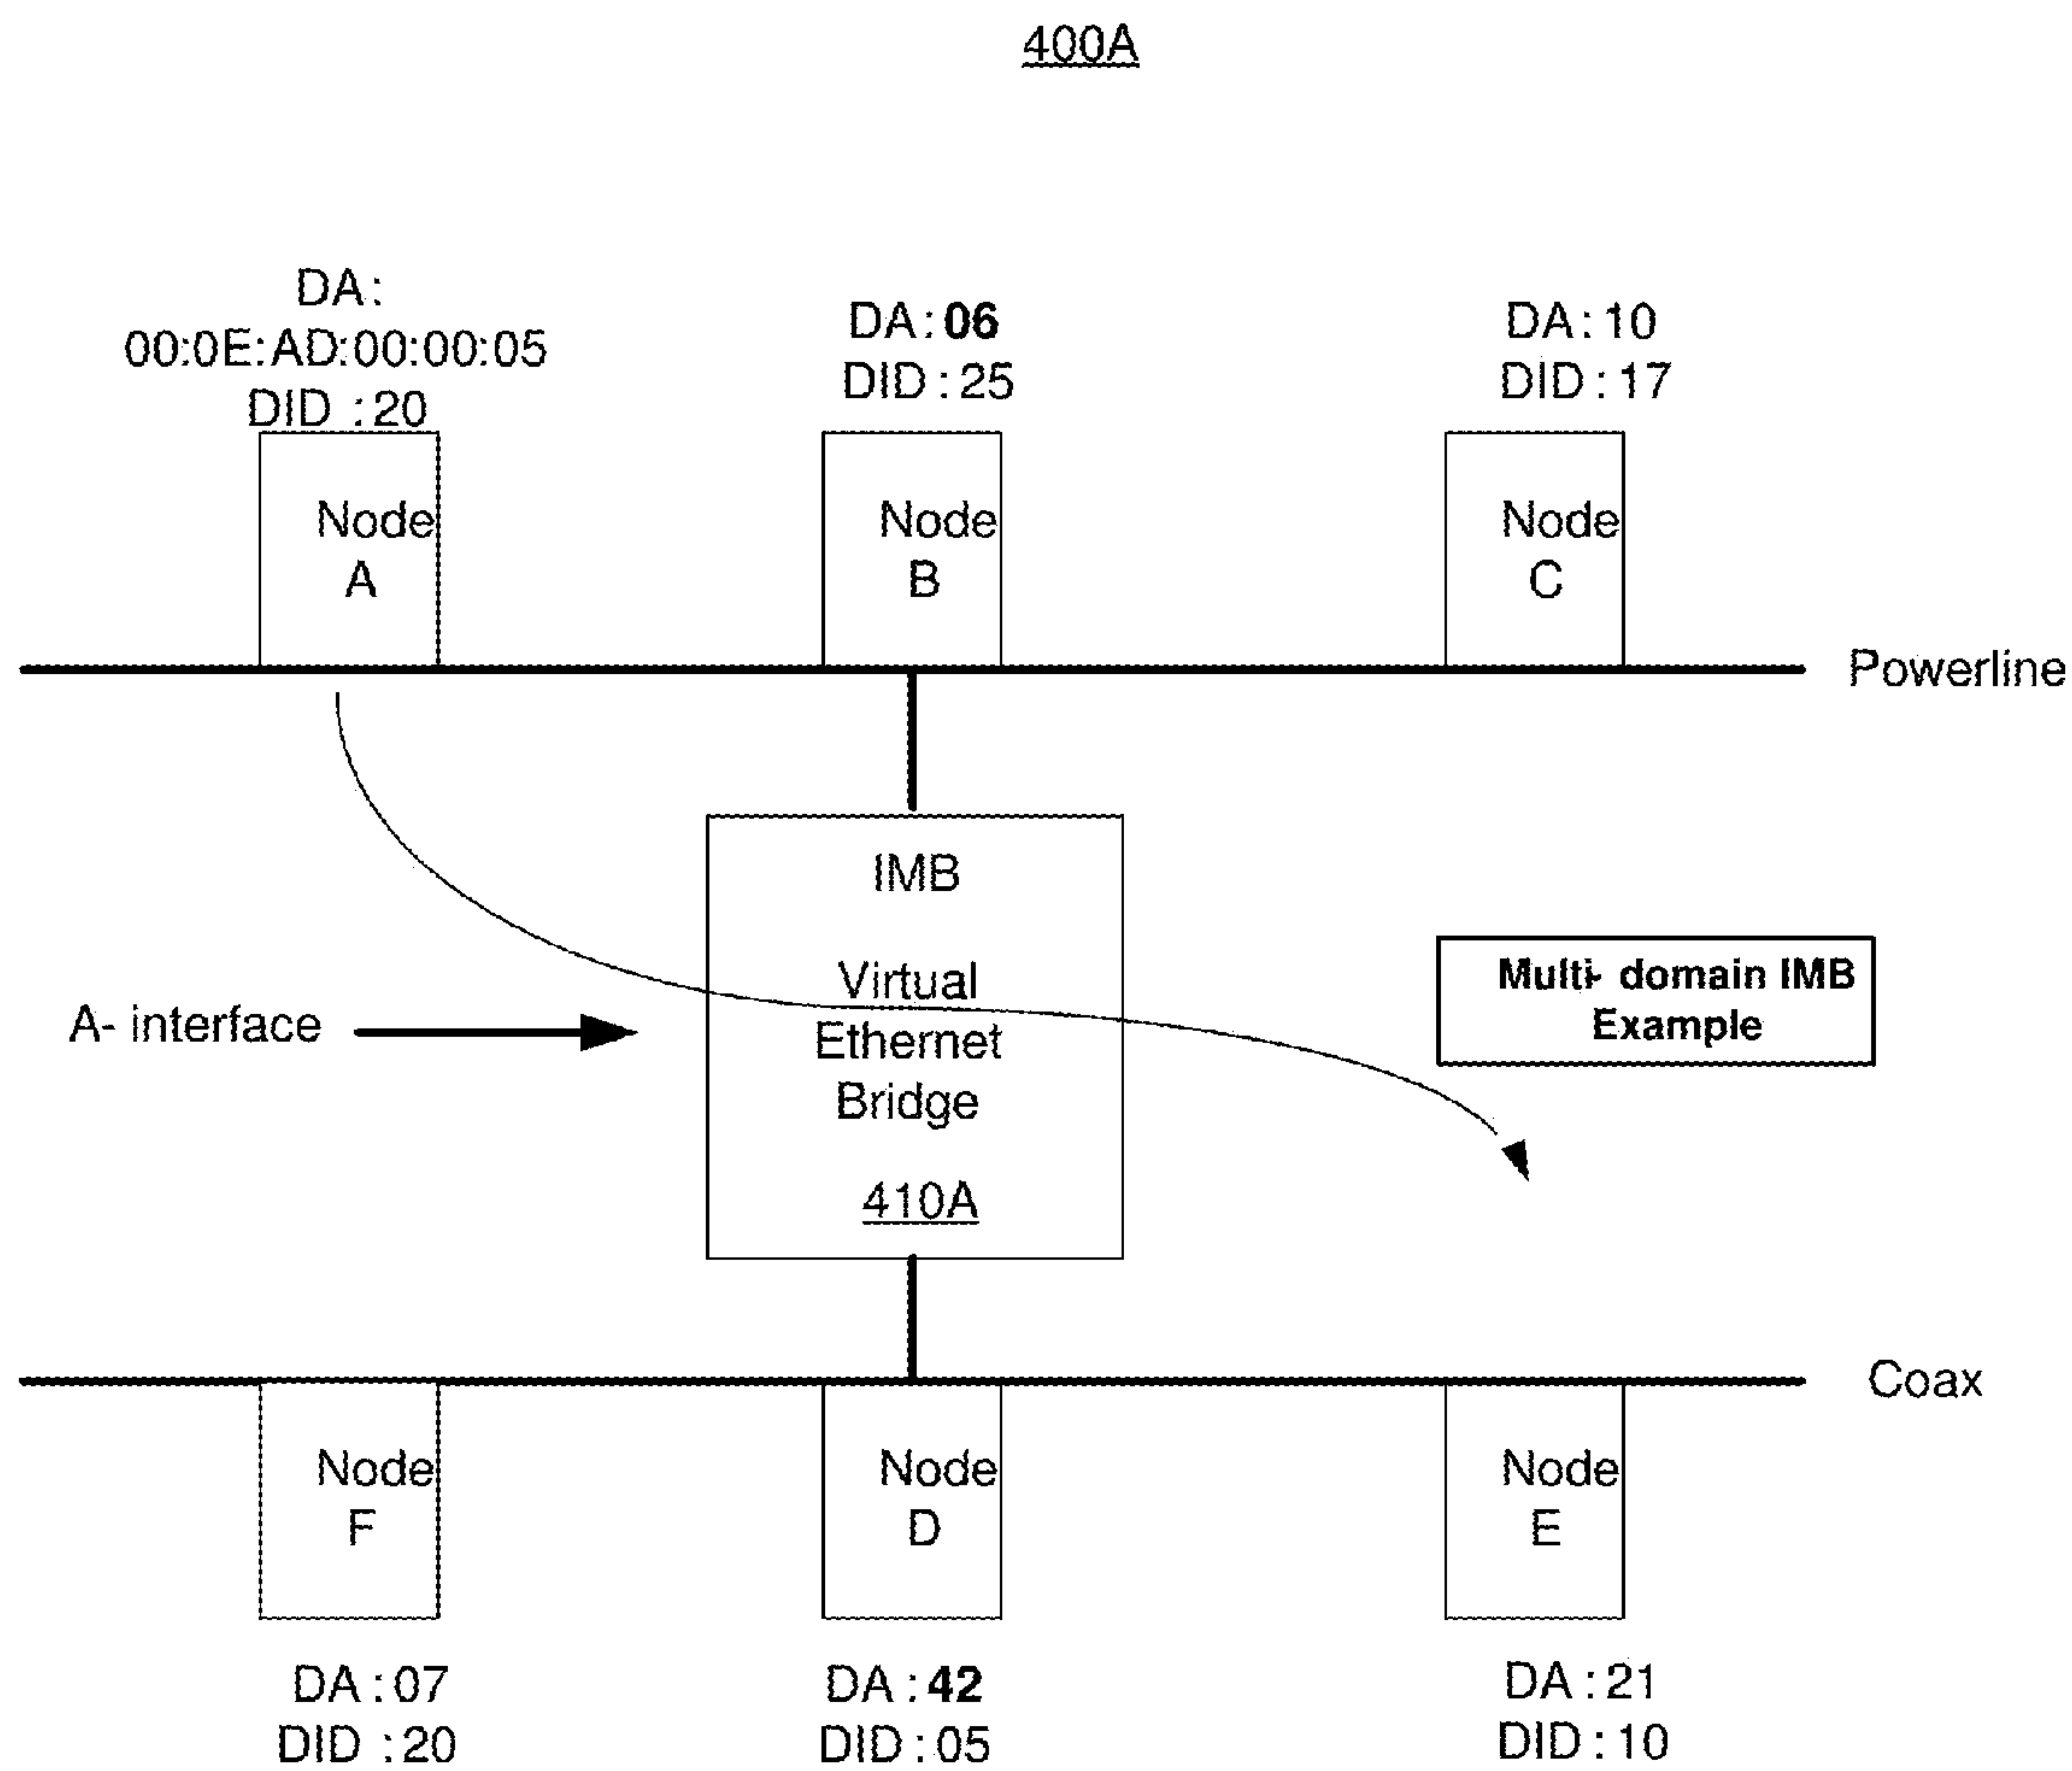 400A
DA:
00:0E:AD:00:00:05
DID :20
DA:06
DID:25
DA:10
DID:17
Node
A
Node
B
Node
C
Powerline
IMB
Virtual
Ethernet
Bridge
410A
A- interface
Multi- domain IMB
Example
Coax
Node
F
Node
D
Node
E
DA:07
DID :20
DA:42
DID:05
DA:21
DID:10